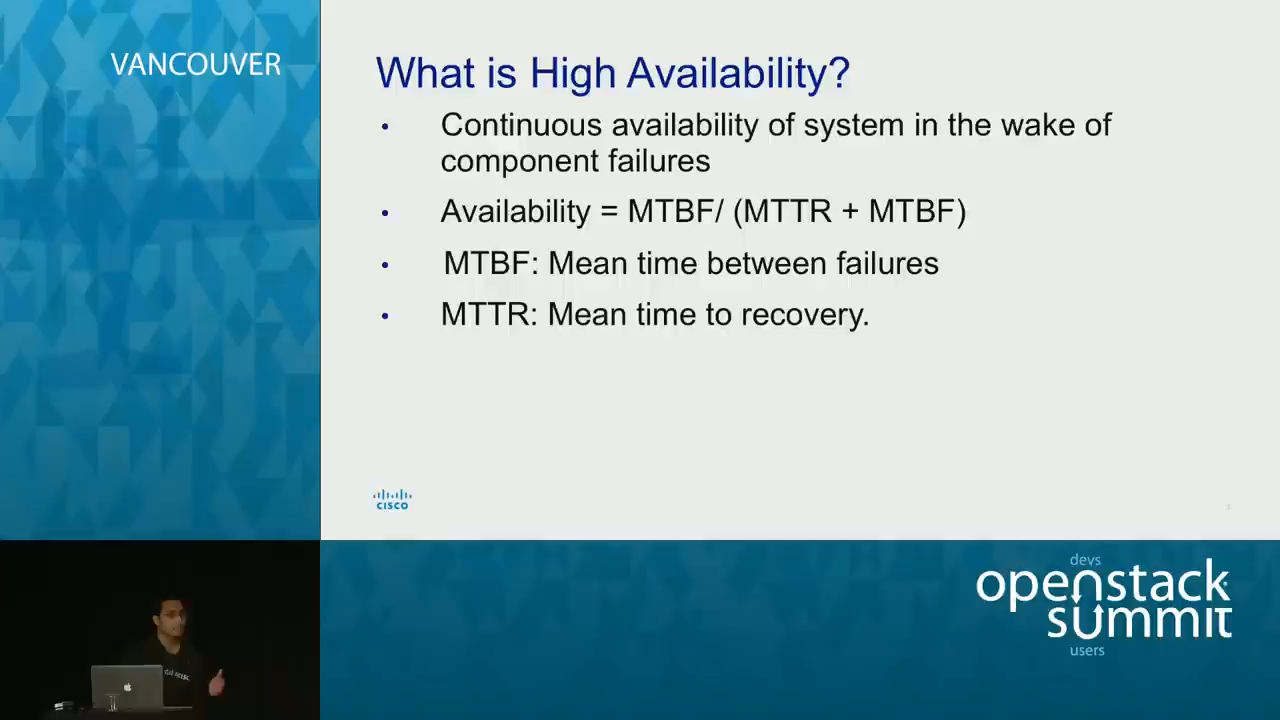 VANCOUVER
What is High Availability?
• Continuous availability of system in the wake of
component failures
• Availability = MTBF/ (MTTR + MTBF)
• MTBF: Mean time between failures
• MTTR: Mean time to recovery.
CISCO
devs
openstack
summit
users